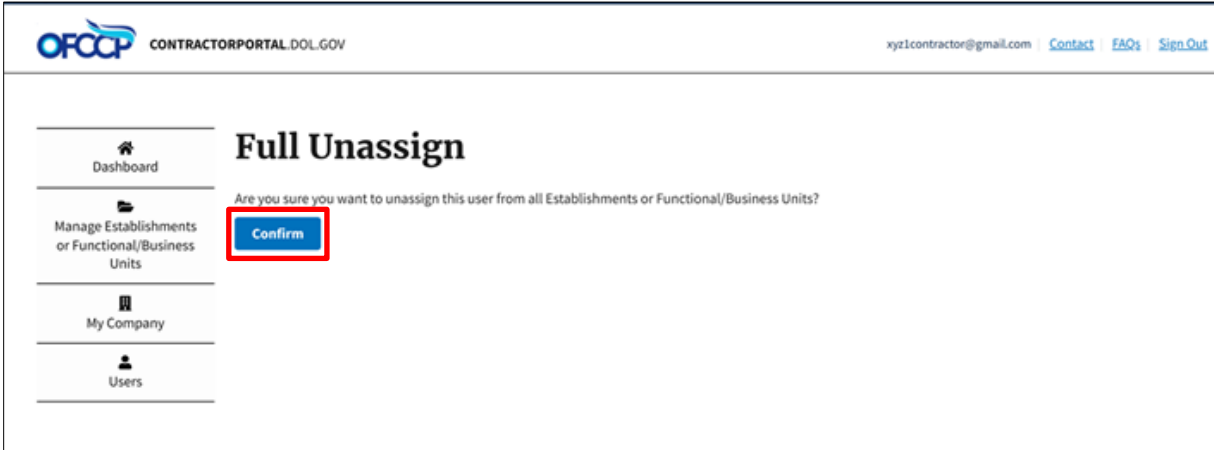 OFCCP CONTRACTORPORTAL.DOL.GOV
xyz1contractor@gmail.com Contact FAQs Sign Out
Dashboard
Manage Establishments
or Functional/Business
Units
My Company
Users
Full Unassign
Are you sure you want to unassign this user from all Establishments or Functional/Business Units?
Confirm